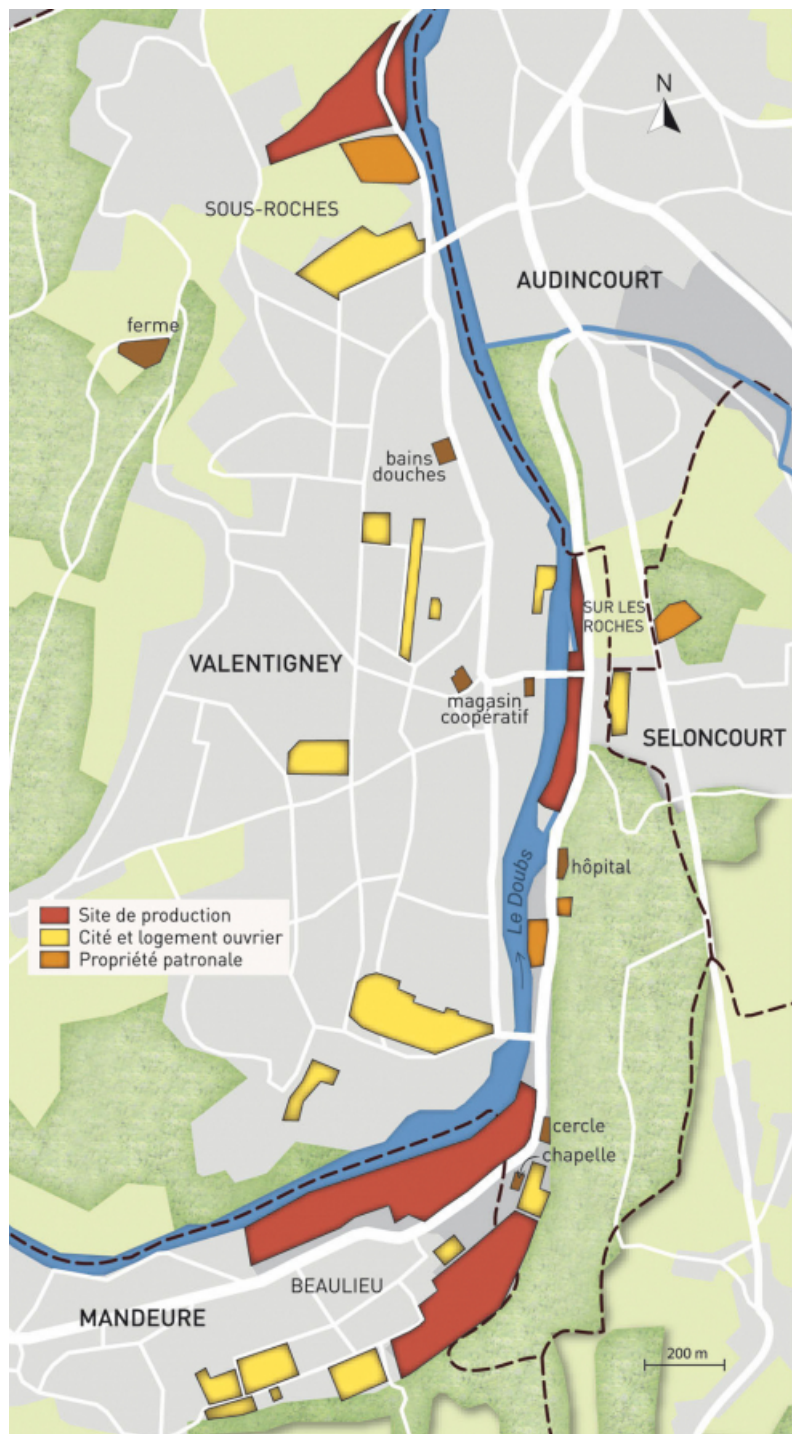 N
SOUS-ROCHES
AUDINCOURT
ferme
bains
douches
SUR LES
ROCHES
VALENTIGNEY
magasin
coopératif
SELONCOURT
Le Doubs
hôpital
Site de production
Cité et logement ouvrier
Propriété patronale
cercle
chapelle
BEAULIEU
MANDEURE
200 m